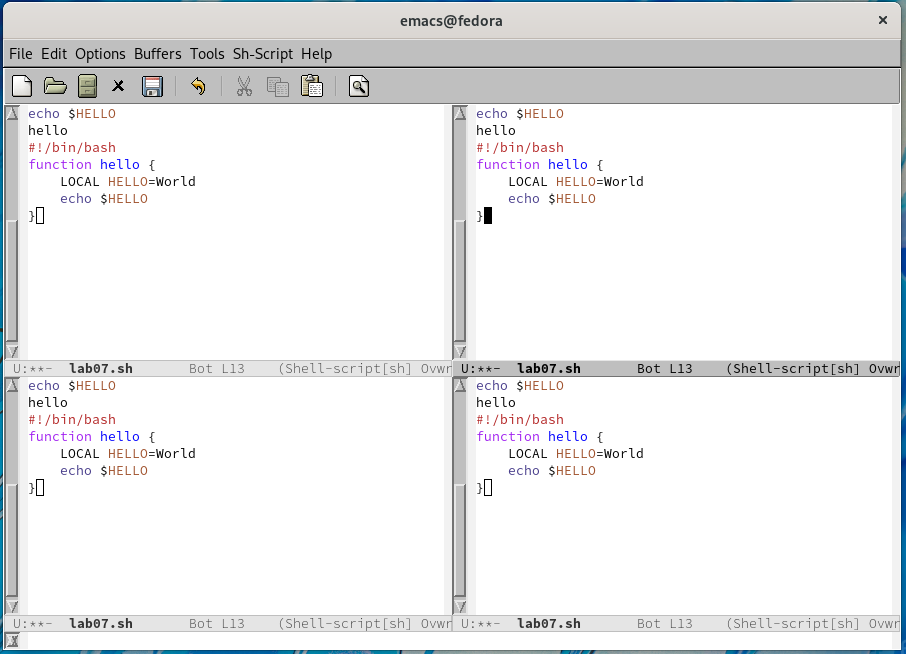 emacs@fedora
File Edit Options Buffers Tools Sh-Script Help
echo $HELLO
hello
#!/bin/bash
function hello {
    LOCAL HELLO=World
    echo $HELLO
}
U:**-  lab07.sh       Bot L13    (Shell-script[sh] Ovwr
echo $HELLO
hello
#!/bin/bash
function hello {
    LOCAL HELLO=World
    echo $HELLO
}
U:**-  lab07.sh       Bot L13    (Shell-script[sh] Ovwr
echo $HELLO
hello
#!/bin/bash
function hello {
    LOCAL HELLO=World
    echo $HELLO
}
U:**-  lab07.sh       Bot L13    (Shell-script[sh] Ovwr
echo $HELLO
hello
#!/bin/bash
function hello {
    LOCAL HELLO=World
    echo $HELLO
}
U:**-  lab07.sh       Bot L13    (Shell-script[sh] Ovwr